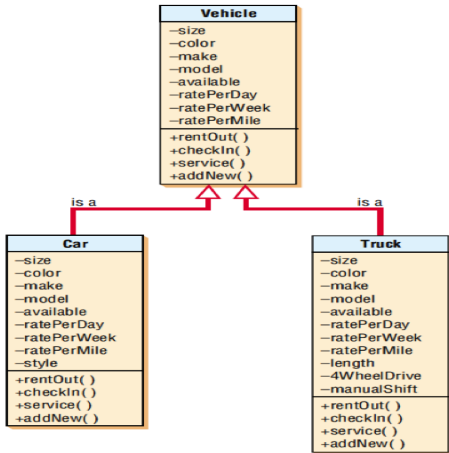 Vehicle
–size
–color
–make
–model
–available
–ratePerDay
–ratePerWeek
–ratePerMile
+rentOut( )
+checkIn( )
+service( )
+addNew( )
is a
is a
Car
–size
–color
–make
–model
–available
–ratePerDay
–ratePerWeek
–ratePerMile
–style
+rentOut( )
+checkIn( )
+service( )
+addNew( )
Truck
–size
–color
–make
–model
–available
–ratePerDay
–ratePerWeek
–ratePerMile
–length
–4WheelDrive
–manualShift
+rentOut( )
+checkIn( )
+service( )
+addNew( )